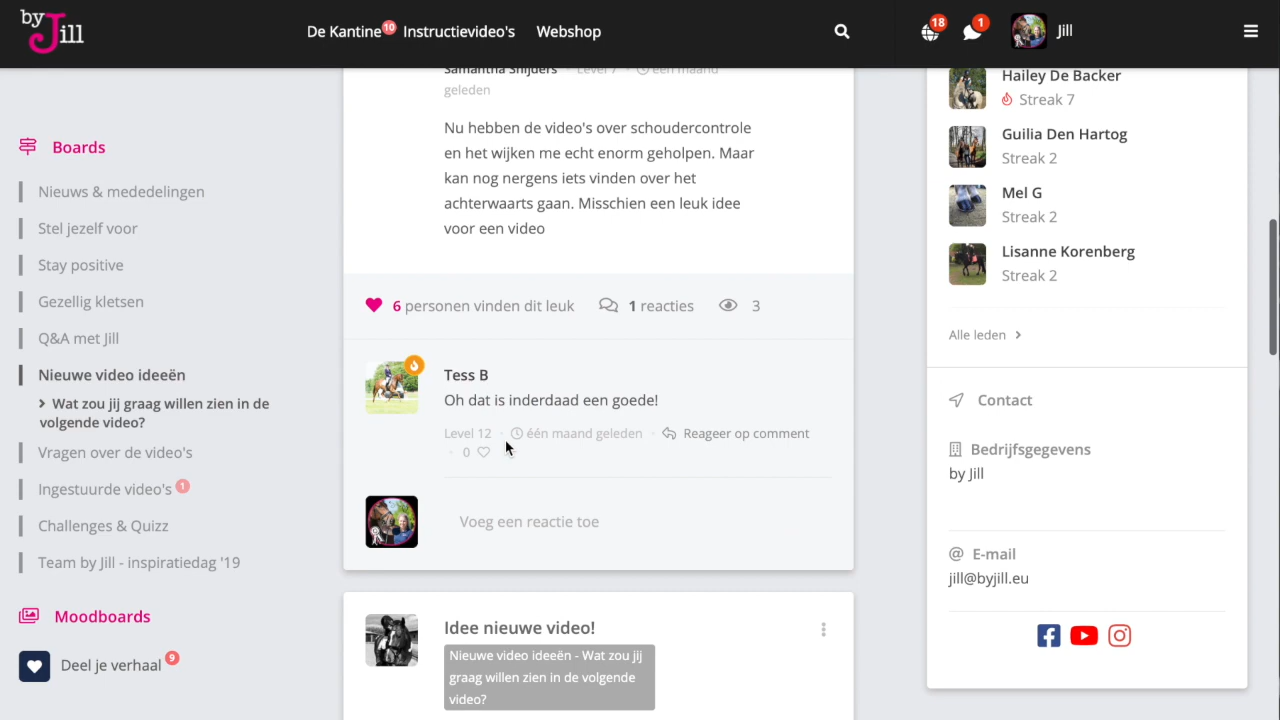 by Jill
De Kantine 10 Instructievideo's Webshop
18 1 Jill
Boards
Nieuws & mededelingen
Stel jezelf voor
Stay positive
Gezellig kletsen
Q&A met Jill
Nieuwe video ideeën
Wat zou jij graag willen zien in de
volgende video?
Vragen over de video's
Ingestuurde video's 1
Challenges & Quizz
Team by Jill - inspiratiedag '19
Moodboards
Deel je verhaal 9
Samantha Snijders · Level 7 · één maand
geleden
Nu hebben de video's over schoudercontrole
en het wijken me echt enorm geholpen. Maar
kan nog nergens iets vinden over het
achterwaarts gaan. Misschien een leuk idee
voor een video
6 personen vinden dit leuk 1 reacties 3
Tess B
Oh dat is inderdaad een goede!
Level 12 · één maand geleden · Reageer op comment
· 0
Voeg een reactie toe
Idee nieuwe video!
Nieuwe video ideeën - Wat zou jij
graag willen zien in de volgende
video?
Hailey De Backer
Streak 7
Guilia Den Hartog
Streak 2
Mel G
Streak 2
Lisanne Korenberg
Streak 2
Alle leden
Contact
Bedrijfsgegevens
by Jill
@ E-mail
jill@byjill.eu